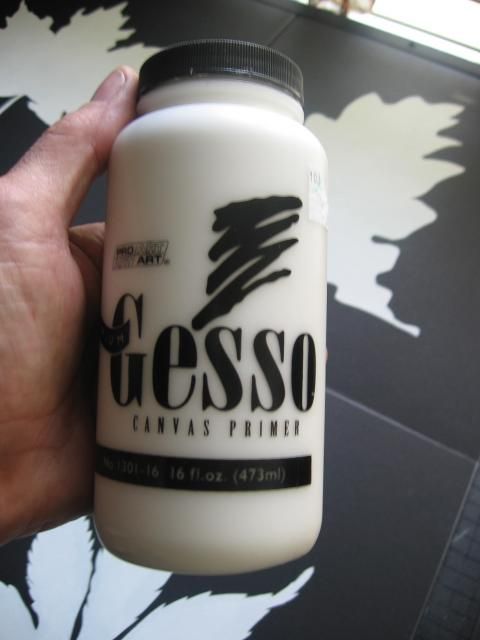 PRO ART
Gesso
CANVAS PRIMER
No 1301-16 16 fl.oz. (473ml)